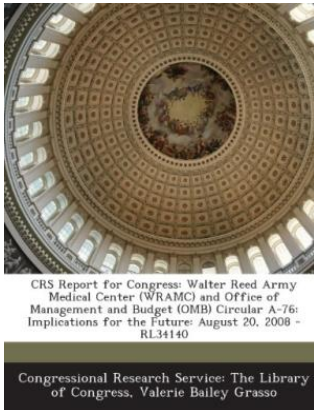 CRS Report for Congress: Walter Reed Army
Medical Center (WRAMC) and Office of
Management and Budget (OMB) Circular A-76:
Implications for the Future: August 20, 2008 -
RL34140
Congressional Research Service: The Library
of Congress, Valerie Bailey Grasso